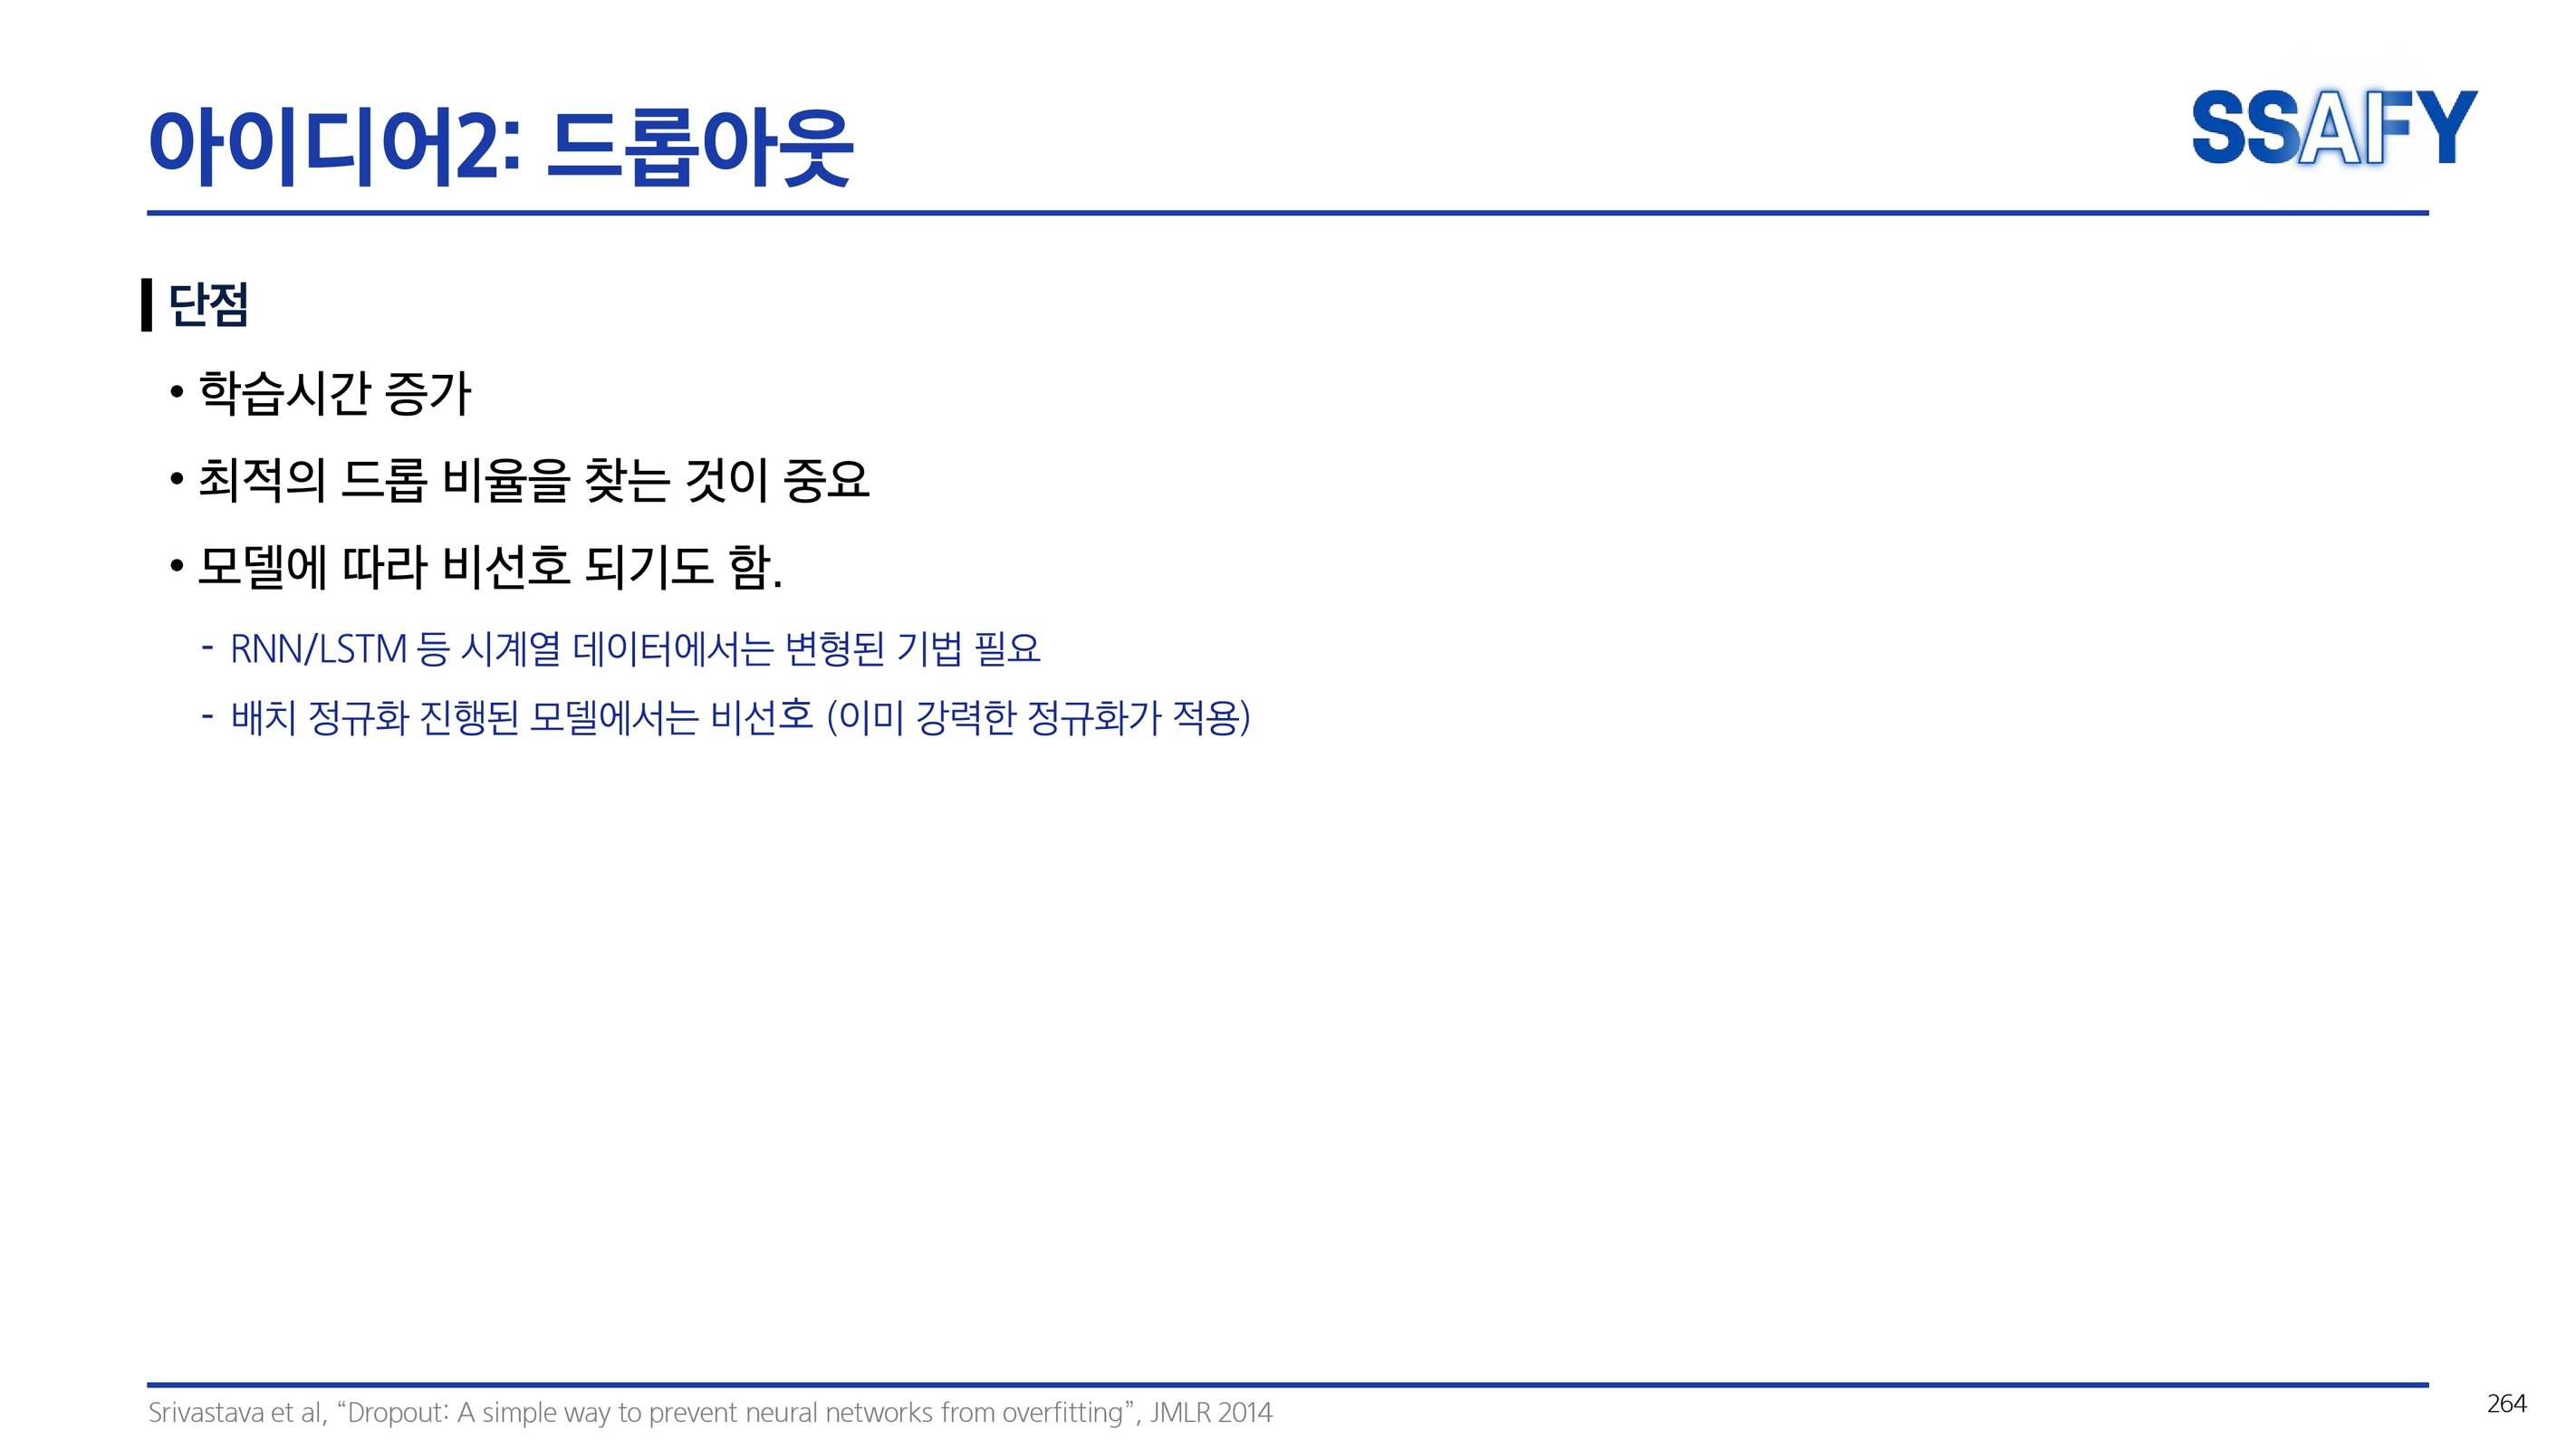 아이디어2: 드롭아웃
SSAFY
단점
• 학습시간 증가
• 최적의 드롭 비율을 찾는 것이 중요
• 모델에 따라 비선호 되기도 함.
- RNN/LSTM 등 시계열 데이터에서는 변형된 기법 필요
- 배치 정규화 진행된 모델에서는 비선호 (이미 강력한 정규화가 적용)
Srivastava et al, “Dropout: A simple way to prevent neural networks from overfitting”, JMLR 2014
264